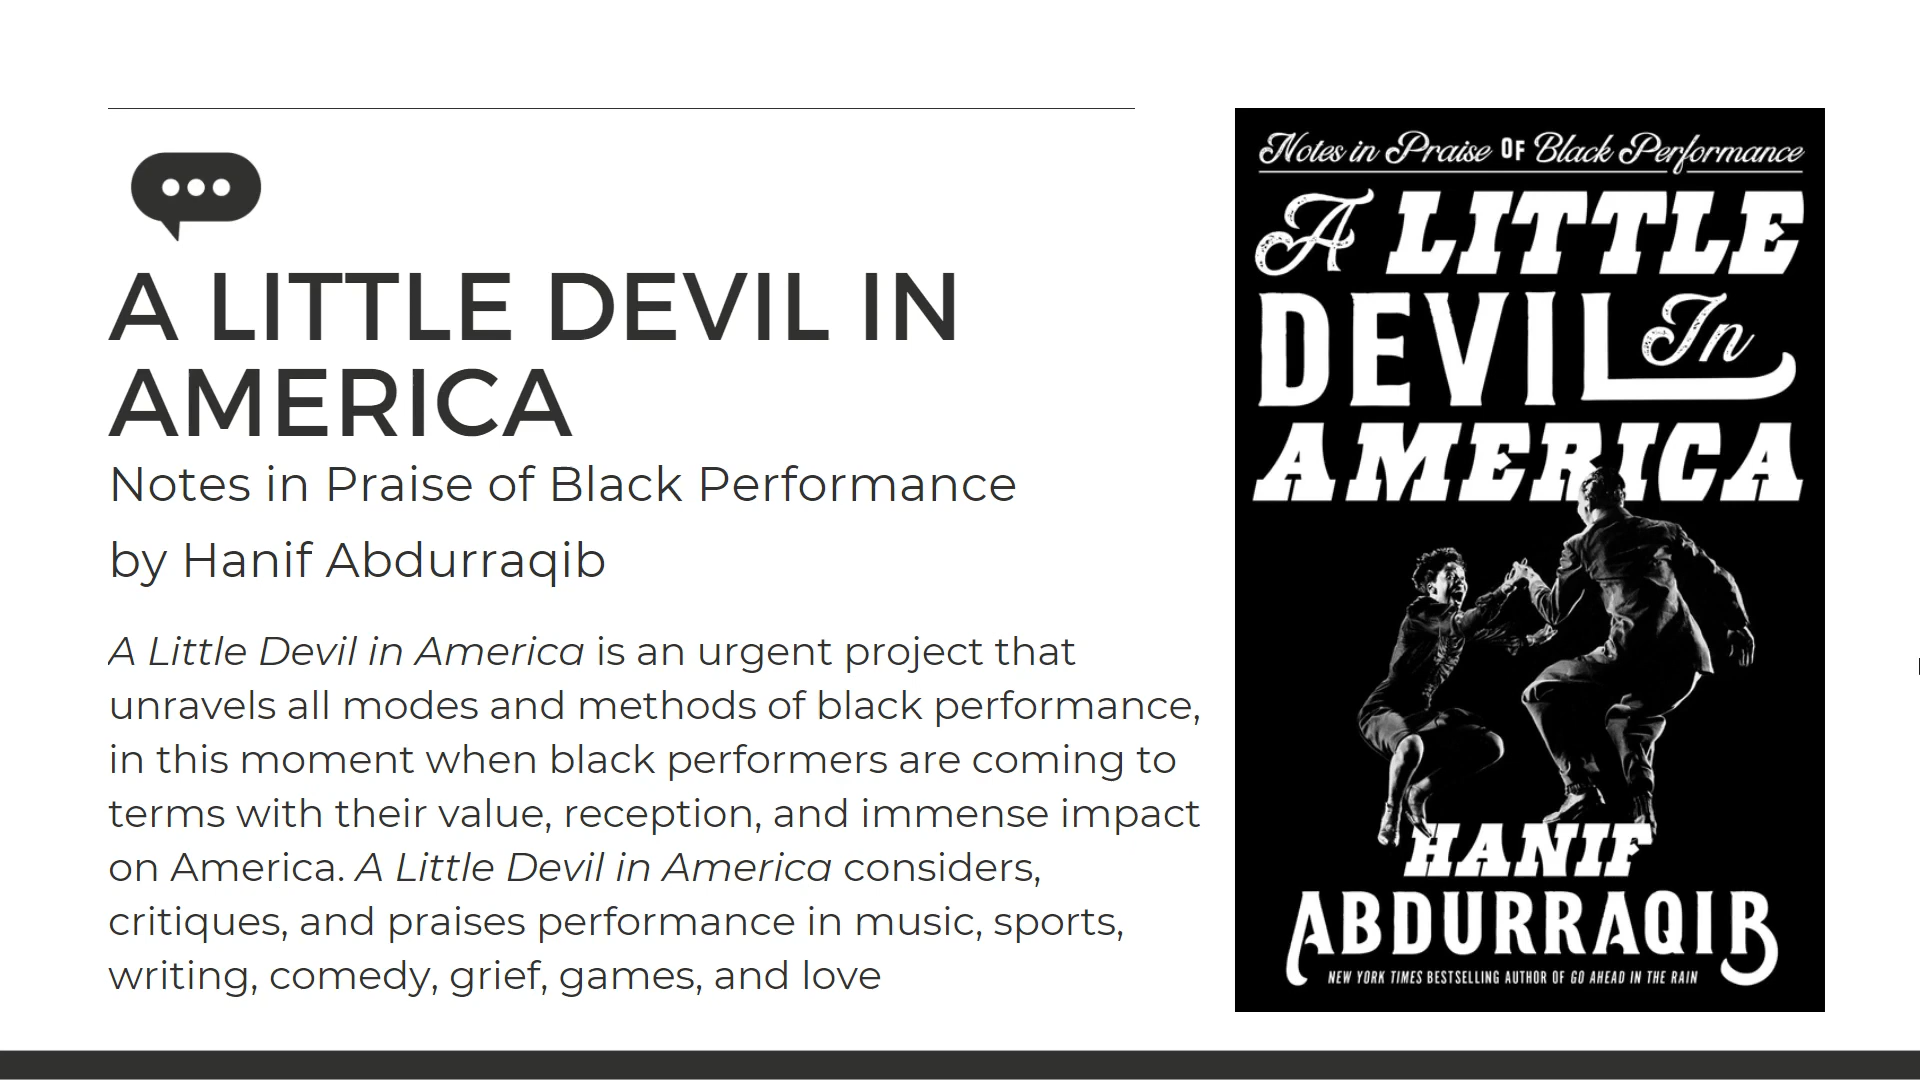 A LITTLE DEVIL IN
AMERICA
Notes in Praise of Black Performance
by Hanif Abdurraqib
A Little Devil in America is an urgent project that
unravels all modes and methods of black performance,
in this moment when black performers are coming to
terms with their value, reception, and immense impact
on America. A Little Devil in America considers,
critiques, and praises performance in music, sports,
writing, comedy, grief, games, and love
Notes in Praise OF Black Performance
A LITTLE
DEVIL In
AMERICA
HANIF
ABDURRAQIB
NEW YORK TIMES BESTSELLING AUTHOR OF GO AHEAD IN THE RAIN